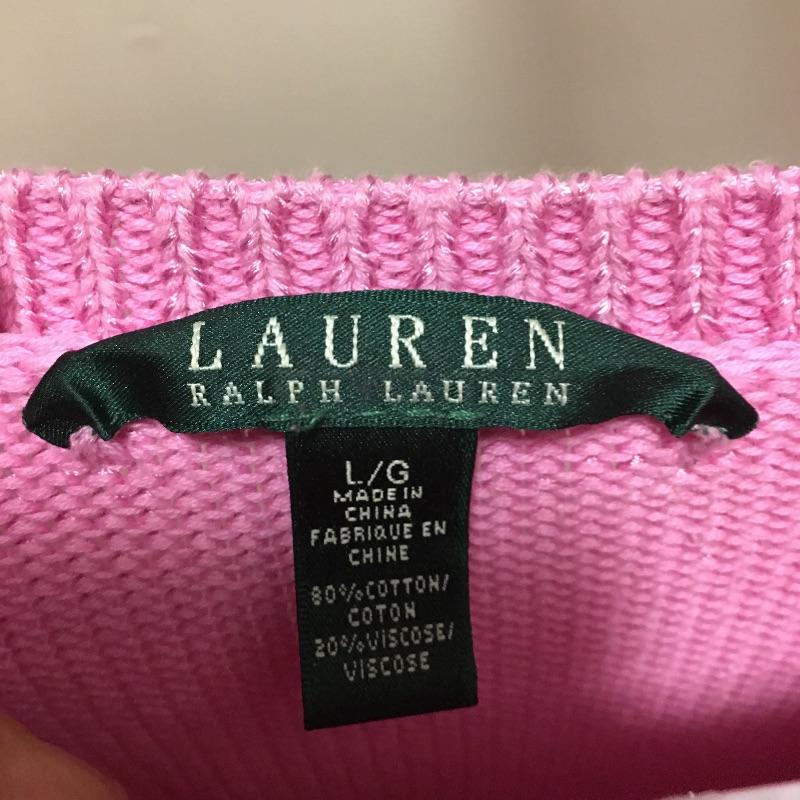 LAUREN
RALPH LAUREN
L/G
MADE IN
CHINA
FABRIQUE EN
CHINE
80%COTTON/
COTON
20%VISCOSE/
VISCOSE